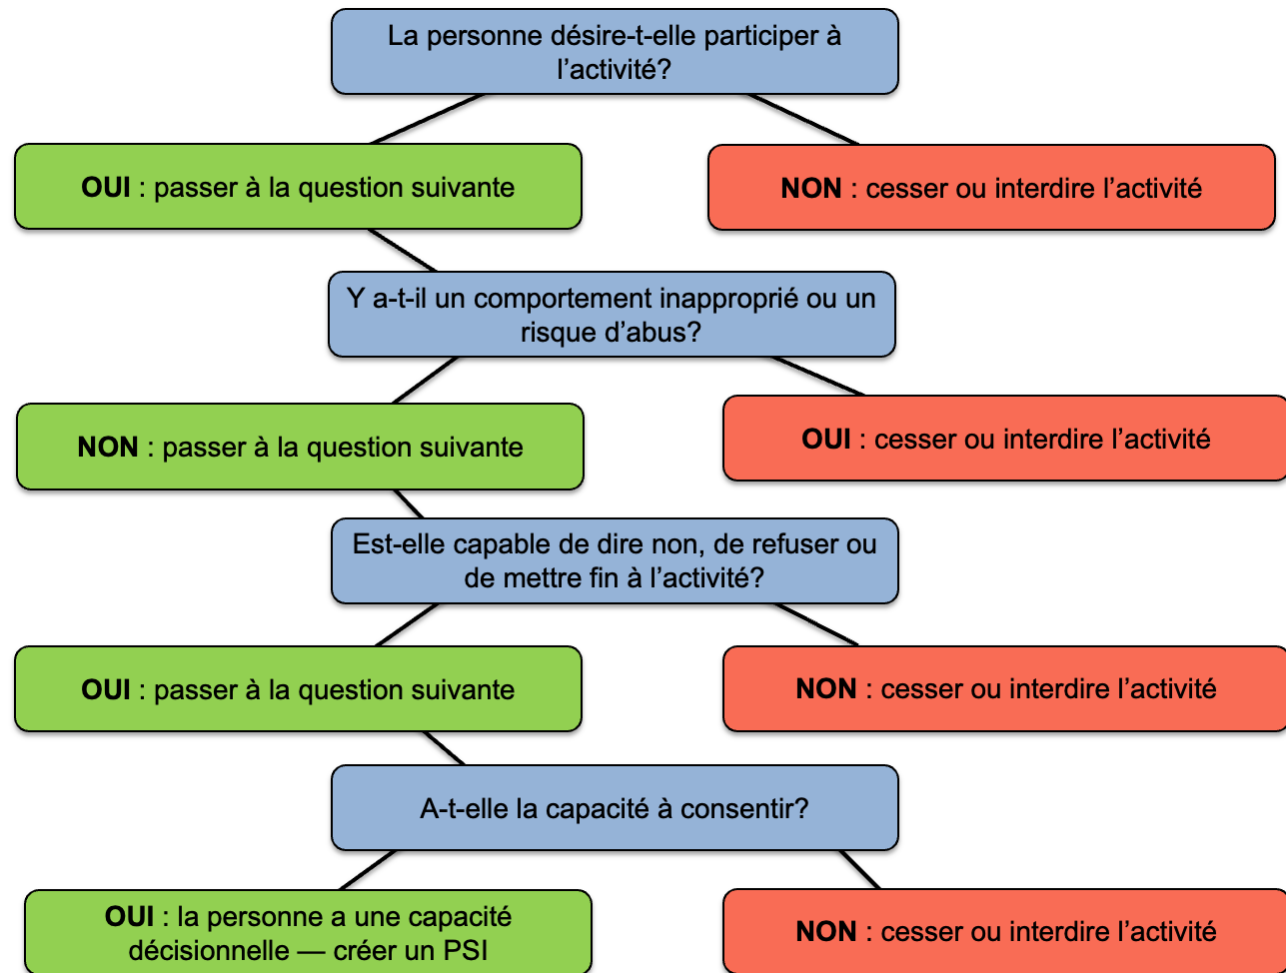 La personne désire-t-elle participer à
l’activité?
OUI : passer à la question suivante
NON : cesser ou interdire l’activité
Y a-t-il un comportement inapproprié ou un
risque d’abus?
NON : passer à la question suivante
OUI : cesser ou interdire l’activité
Est-elle capable de dire non, de refuser ou
de mettre fin à l’activité?
OUI : passer à la question suivante
NON : cesser ou interdire l’activité
A-t-elle la capacité à consentir?
OUI : la personne a une capacité
décisionnelle — créer un PSI
NON : cesser ou interdire l’activité